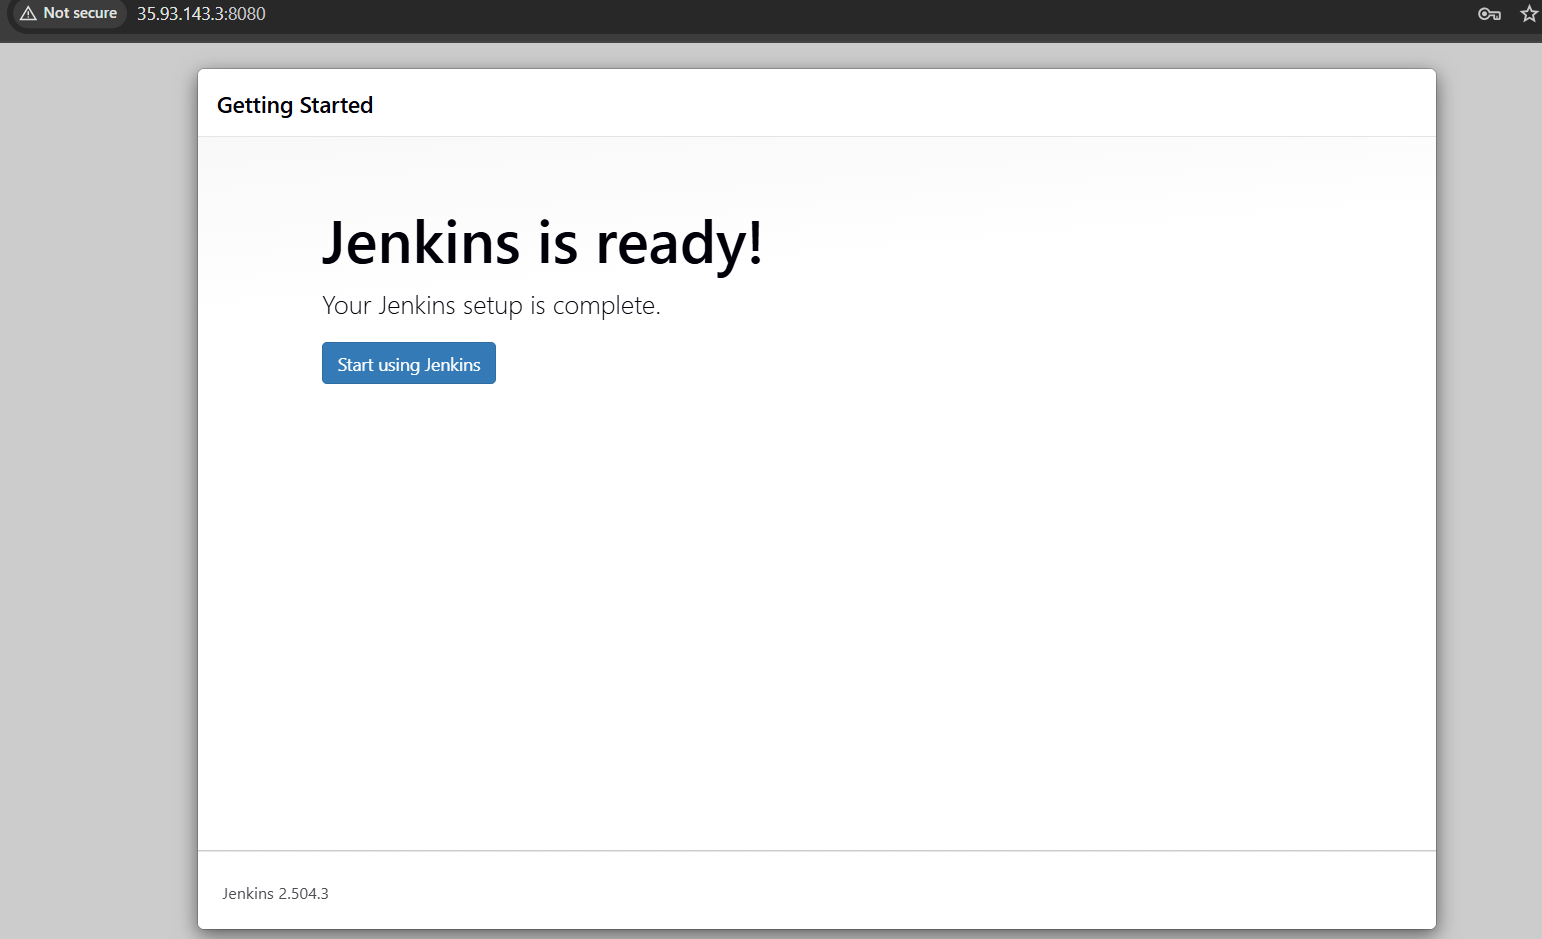 Not secure 35.93.143.3:8080
Getting Started
Jenkins is ready!
Your Jenkins setup is complete.
Start using Jenkins
Jenkins 2.504.3